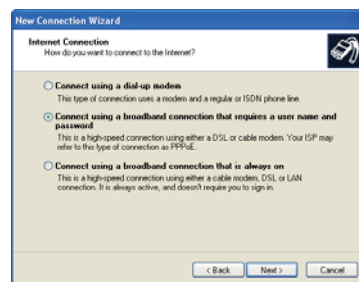 New Connection Wizard
Internet Connection
How do you want to connect to the Internet?
Connect using a dial-up modem
This type of connection uses a modem and a regular or ISDN phone line.
Connect using a broadband connection that requires a user name and
password
This is a high-speed connection using either a DSL or cable modem. Your ISP may
refer to this type of connection as PPPoE.
Connect using a broadband connection that is always on
This is a high-speed connection using either a cable modem, DSL or LAN
connection. It is always active, and doesn't require you to sign in.
< Back
Next >
Cancel